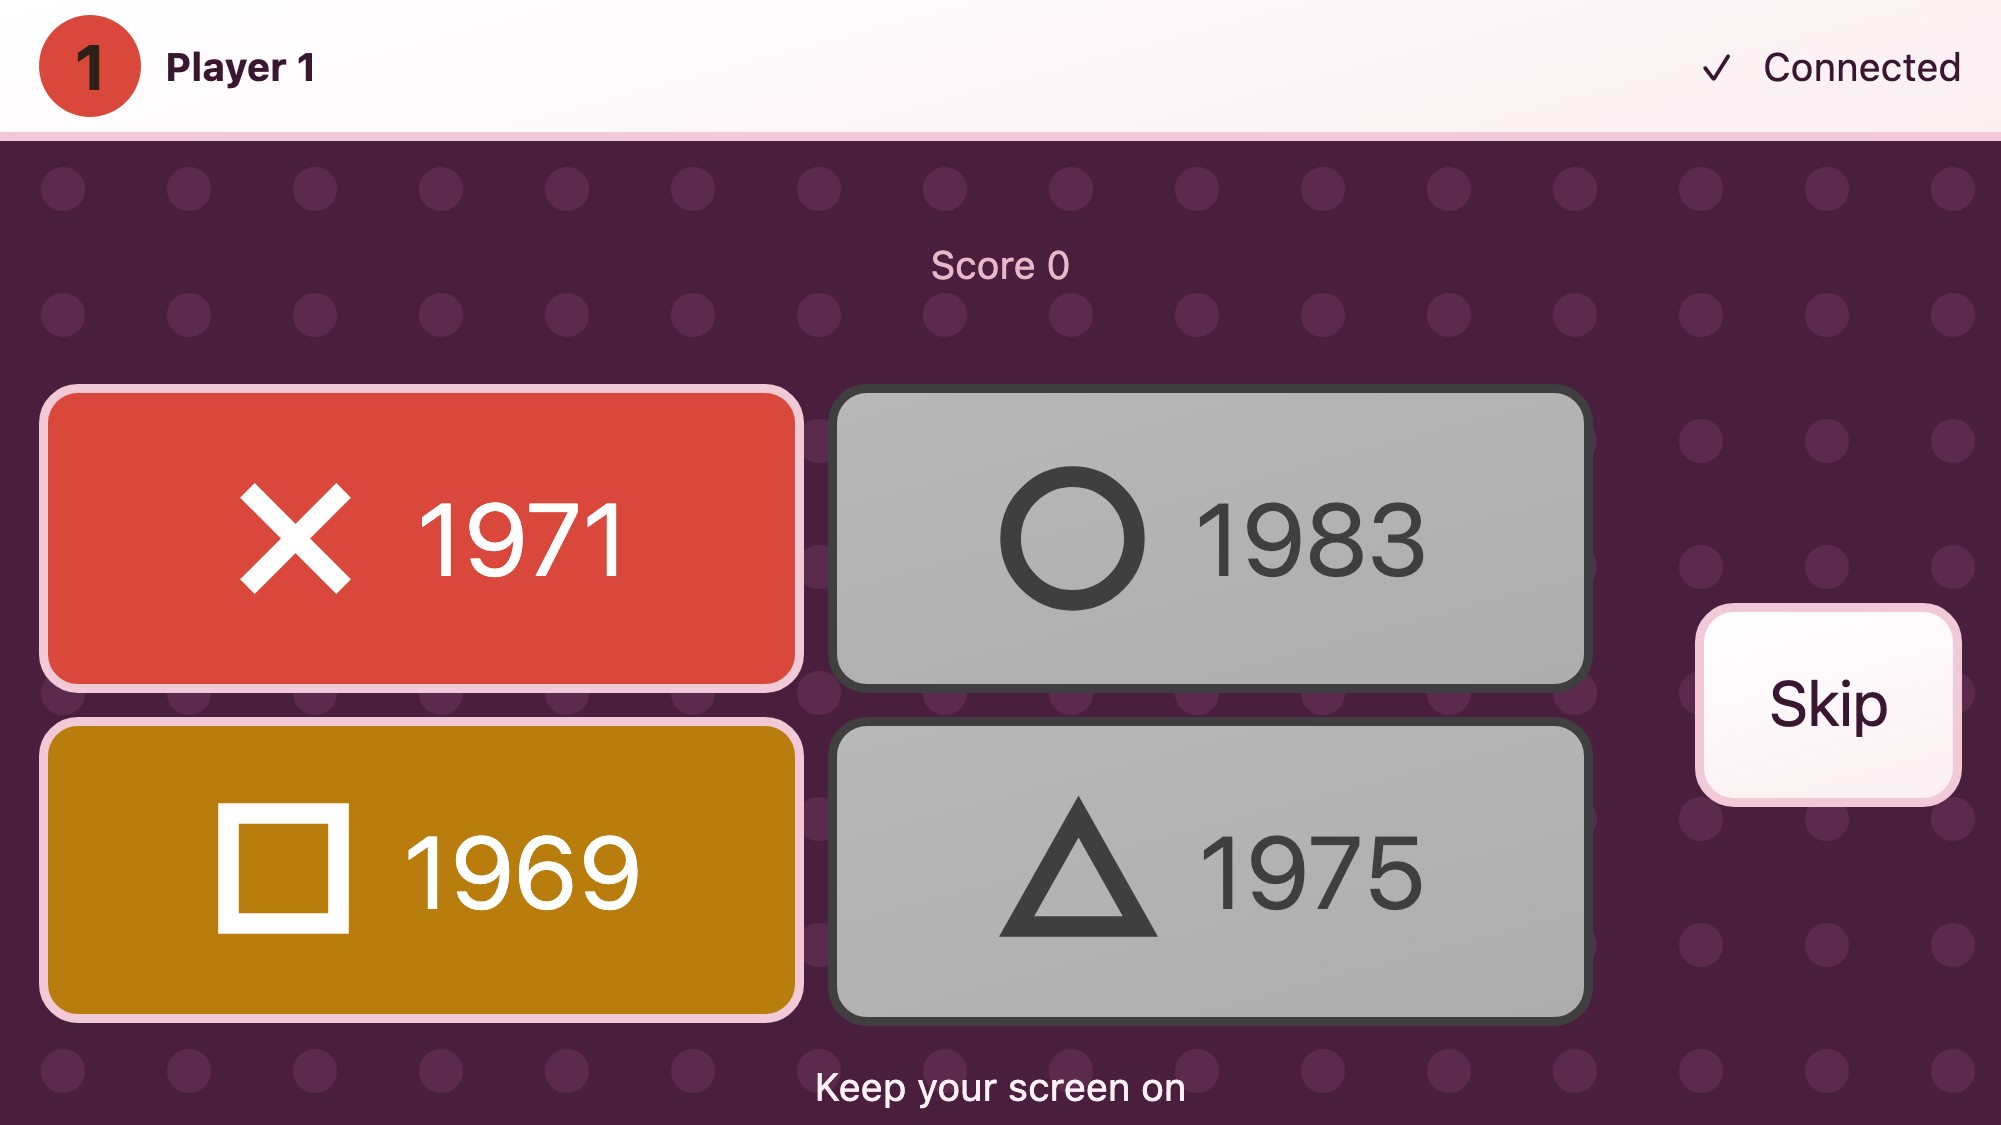 1 Player 1
✓ Connected
Score 0
1971
1983
1969
1975
Skip
Keep your screen on